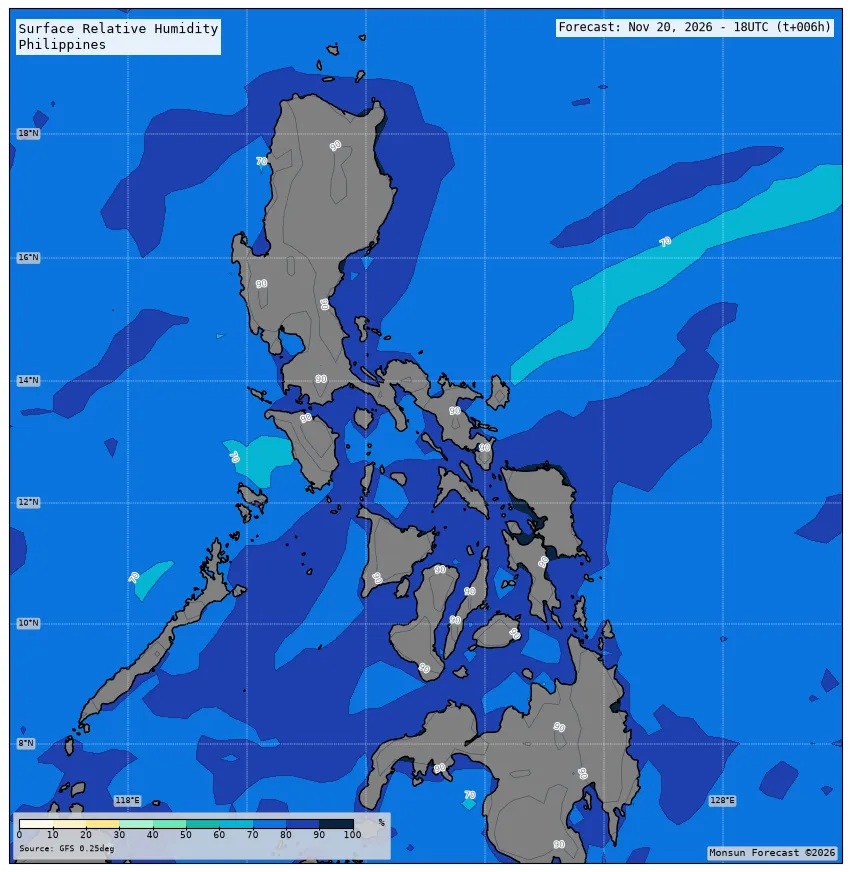 Surface Relative Humidity
Philippines
Forecast: Nov 20, 2026 - 18UTC (t+006h)
18°N
90
70
16°N
70
90
90
14°N
90
90
90
90
70
12°N
70
90
90
90
90
10°N
90
90
90
8°N
90
90
90
70
118°E
128°E
90
0 10 20 30 40 50 60 70 80 90 100 %
Source: GFS 0.25deg
Monsun Forecast ©2026